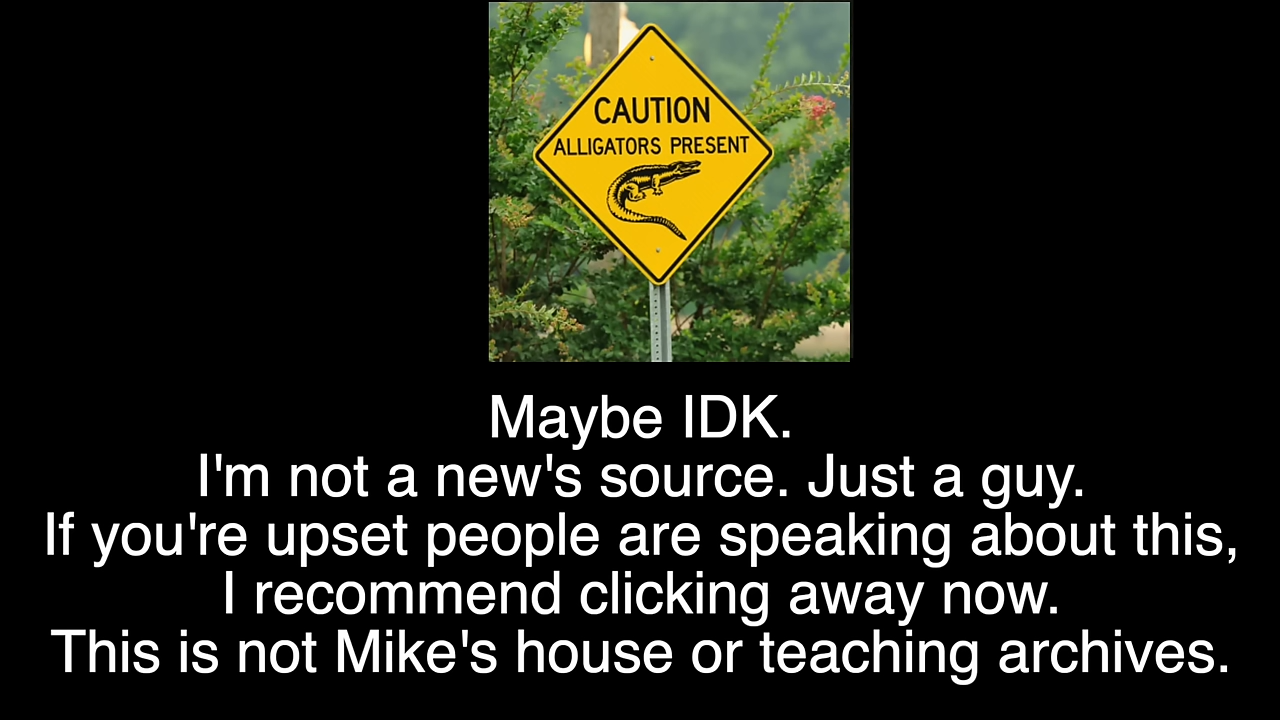 CAUTION
ALLIGATORS PRESENT
Maybe IDK.
I'm not a new's source. Just a guy.
If you're upset people are speaking about this,
I recommend clicking away now.
This is not Mike's house or teaching archives.